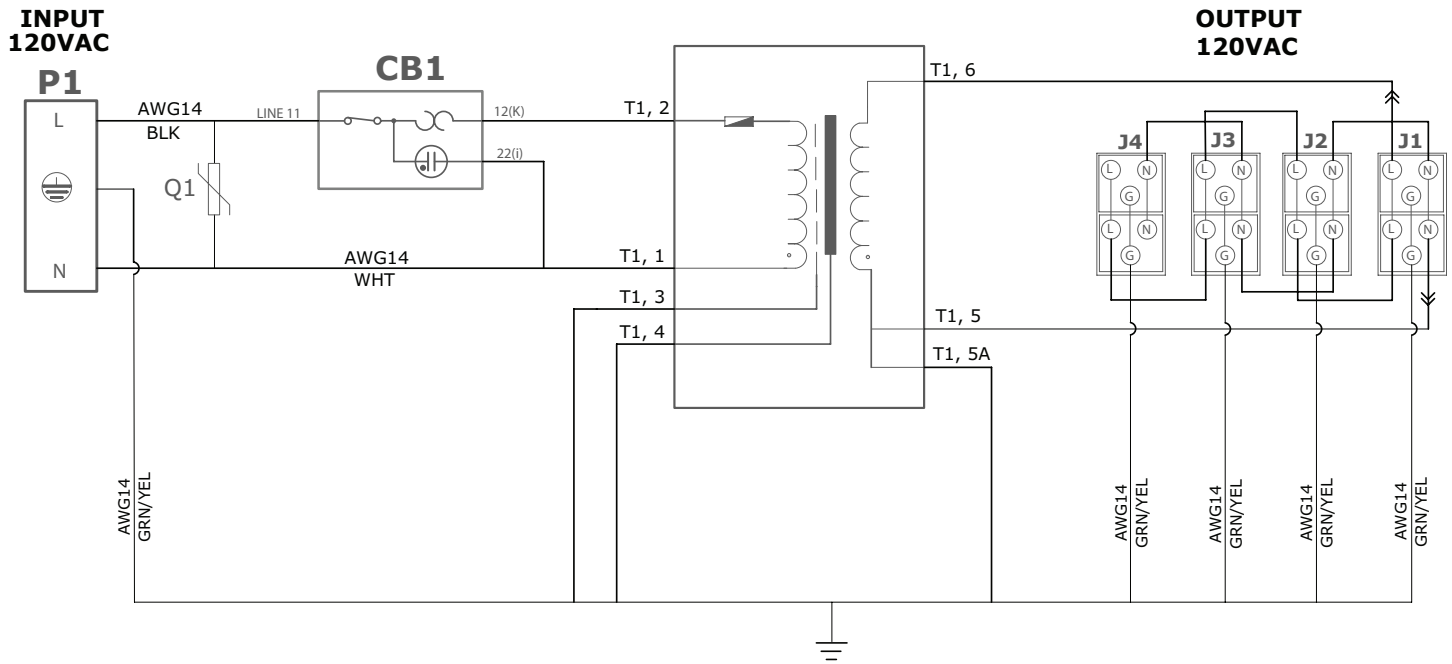 INPUT
120VAC
P1
L
N
AWG14
BLK
Q1
CB1
LINE 11
12(K)
22(i)
AWG14
WHT
AWG14
GRN/YEL
T1, 2
T1, 1
T1, 3
T1, 4
T1, 6
T1, 5
T1, 5A
OUTPUT
120VAC
J4
J3
J2
J1
L N
G
L N
G
L N
G
L N
G
L N
G
L N
G
L N
G
L N
G
AWG14
GRN/YEL
AWG14
GRN/YEL
AWG14
GRN/YEL
AWG14
GRN/YEL